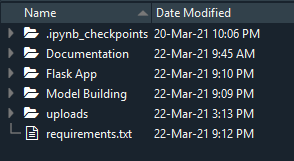 Name Date Modified
.ipynb_checkpoints 20-Mar-21 10:06 PM
Documentation 22-Mar-21 9:45 AM
Flask App 22-Mar-21 9:10 PM
Model Building 22-Mar-21 9:09 PM
uploads 22-Mar-21 3:13 PM
requirements.txt 22-Mar-21 9:12 PM